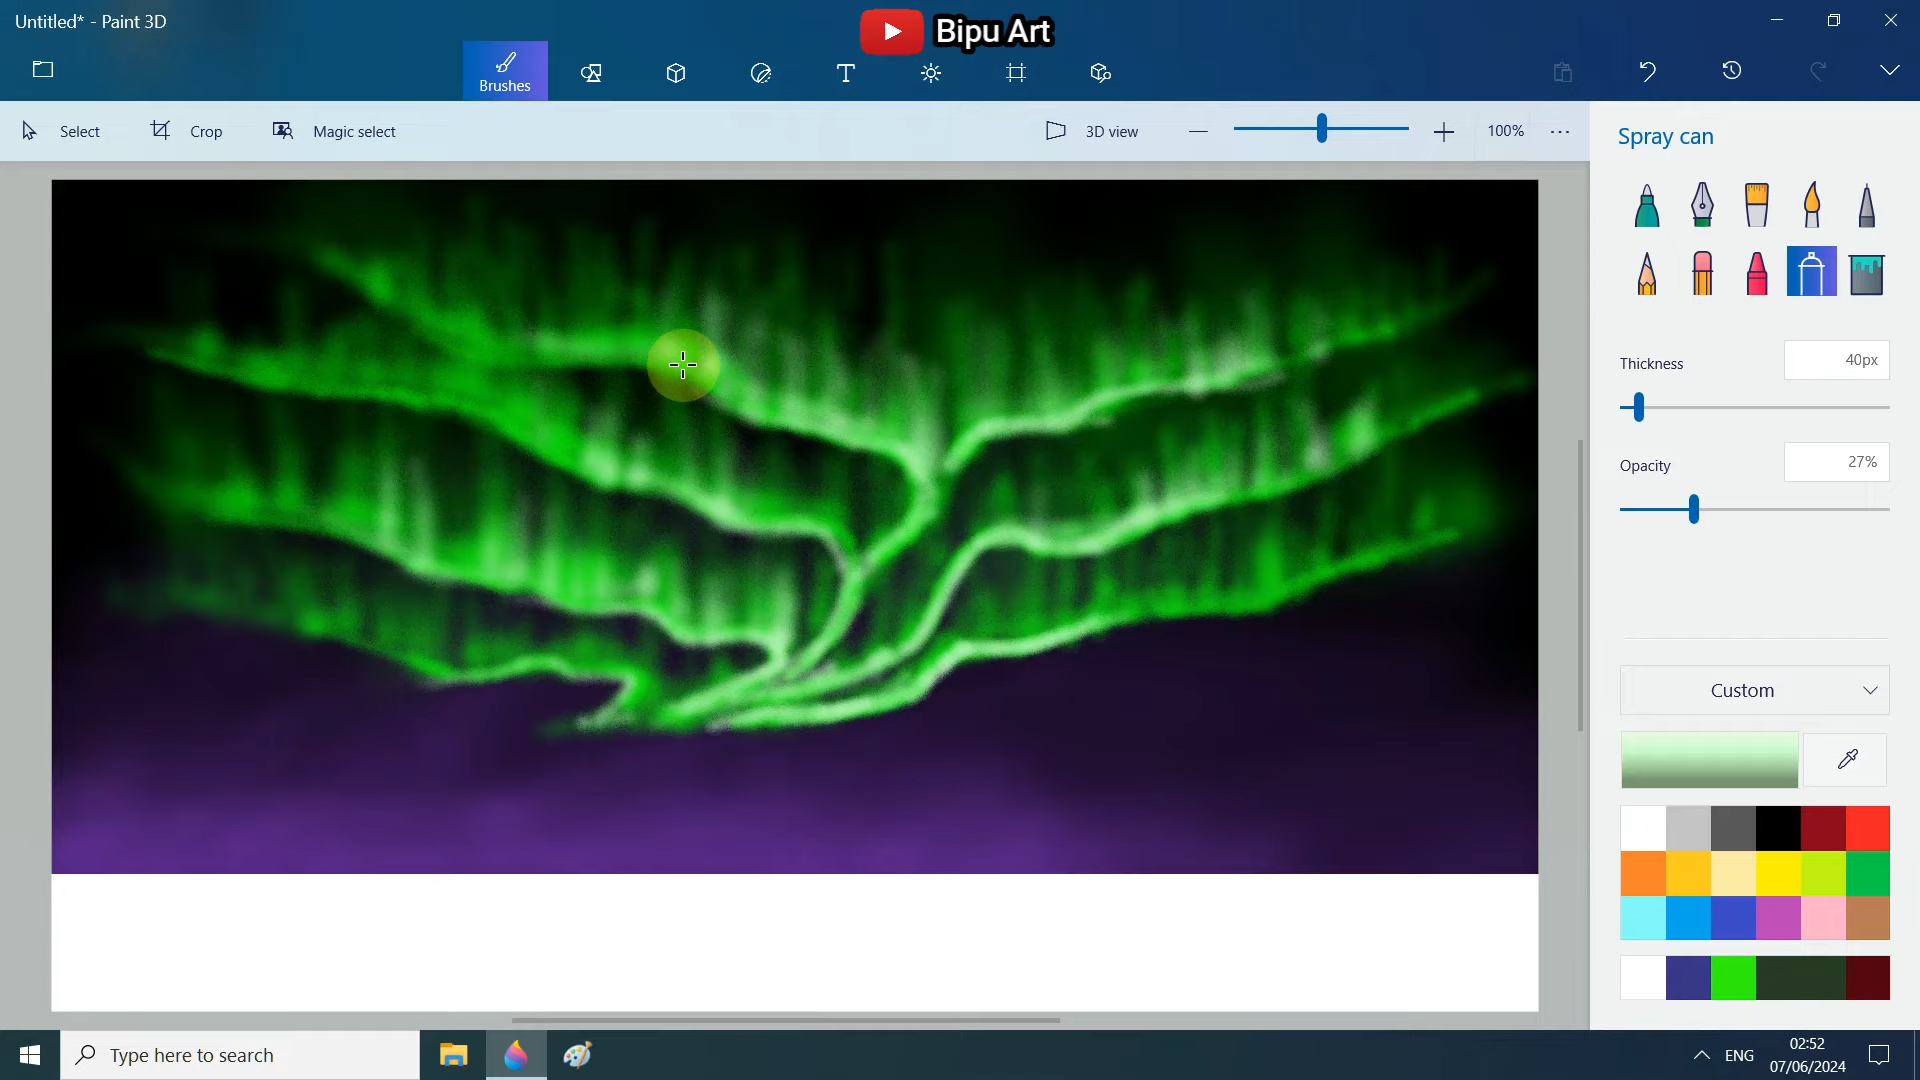 Untitled* - Paint 3D
Bipu Art
Brushes
Select
Crop
Magic select
3D view
100%
Spray can
Thickness
40px
Opacity
27%
Custom
Type here to search
ENG
02:52
07/06/2024